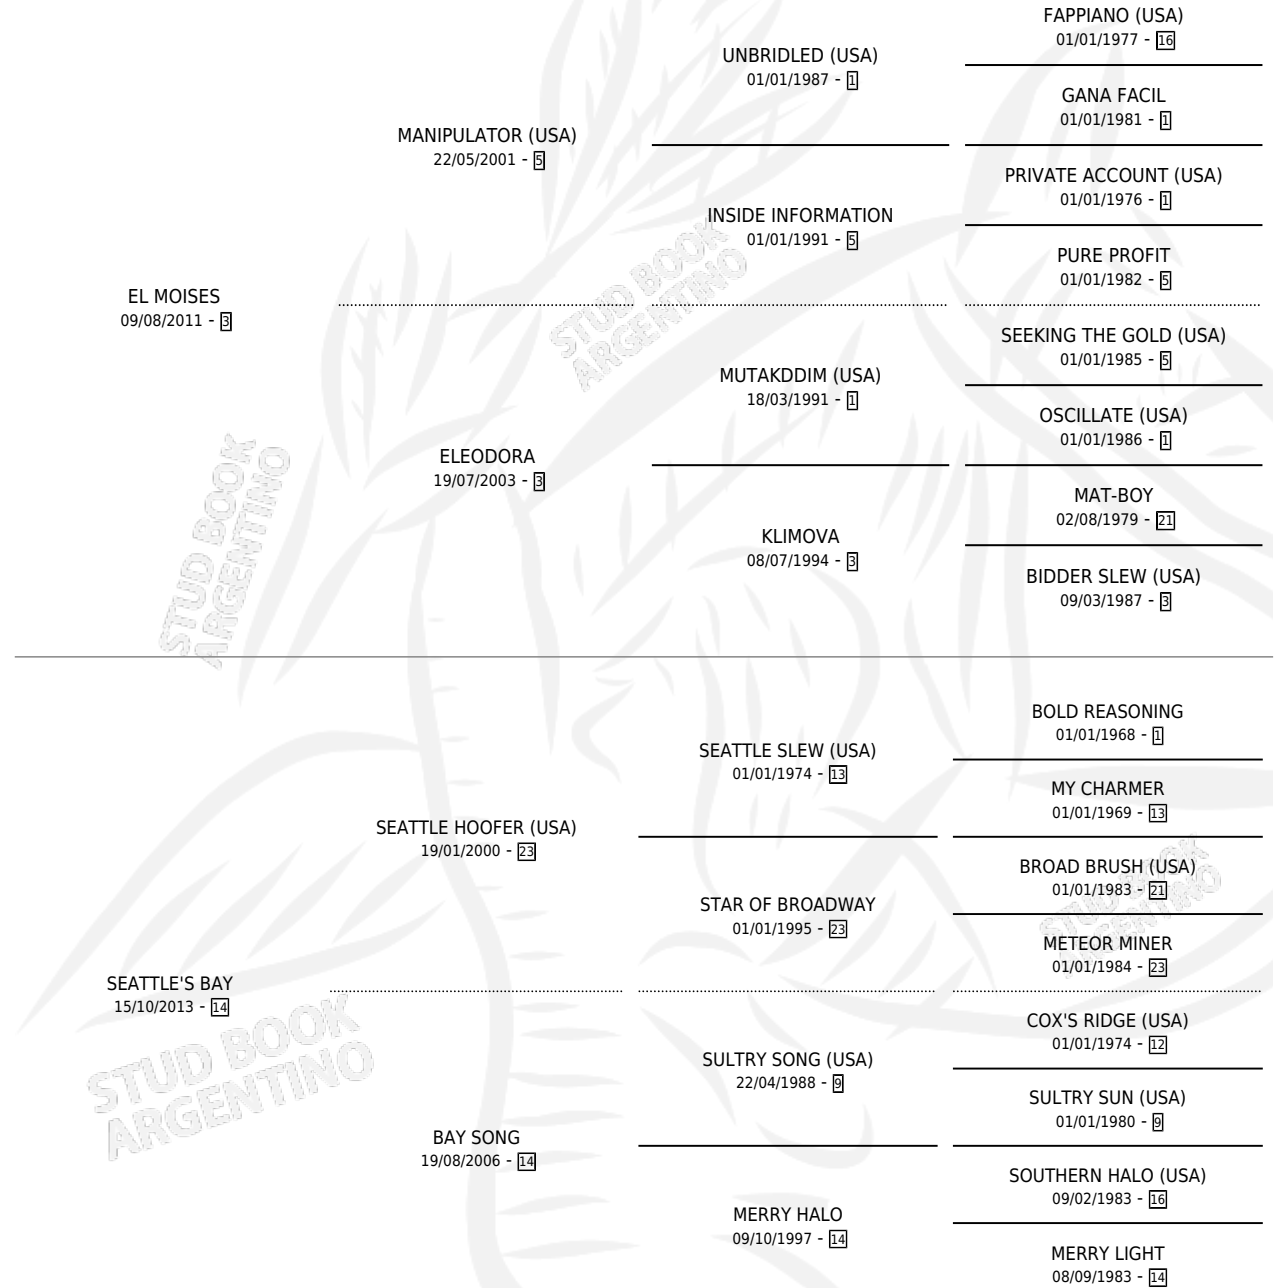 FAPPIANO (USA)
01/01/1977 - 16
UNBRIDLED (USA)
01/01/1987 - 1
GANA FACIL
01/01/1981 - 1
MANIPULATOR (USA)
22/05/2001 - 5
PRIVATE ACCOUNT (USA)
01/01/1976 - 1
INSIDE INFORMATION
01/01/1991 - 5
PURE PROFIT
01/01/1982 - 5
EL MOISES
09/08/2011 - 3
STUD BOOK
ARGENTINO
SEEKING THE GOLD (USA)
01/01/1985 - 5
MUTAKDDIM (USA)
18/03/1991 - 1
OSCILLATE (USA)
01/01/1986 - 1
ELEODORA
19/07/2003 - 3
MAT-BOY
02/08/1979 - 21
KLIMOVA
08/07/1994 - 3
BIDDER SLEW (USA)
09/03/1987 - 3
STUD BOOK
ARGENTINO
BOLD REASONING
01/01/1968 - 1
SEATTLE SLEW (USA)
01/01/1974 - 13
MY CHARMER
01/01/1969 - 13
SEATTLE HOOFER (USA)
19/01/2000 - 23
BROAD BRUSH (USA)
01/01/1983 - 21
STAR OF BROADWAY
01/01/1995 - 23
METEOR MINER
01/01/1984 - 23
STUD BOOK
ARGENTINO
SEATTLE'S BAY
15/10/2013 - 14
COX'S RIDGE (USA)
01/01/1974 - 12
SULTRY SONG (USA)
22/04/1988 - 9
SULTRY SUN (USA)
01/01/1980 - 9
STUD BOOK
ARGENTINO
BAY SONG
19/08/2006 - 14
SOUTHERN HALO (USA)
09/02/1983 - 16
MERRY HALO
09/10/1997 - 14
MERRY LIGHT
08/09/1983 - 14